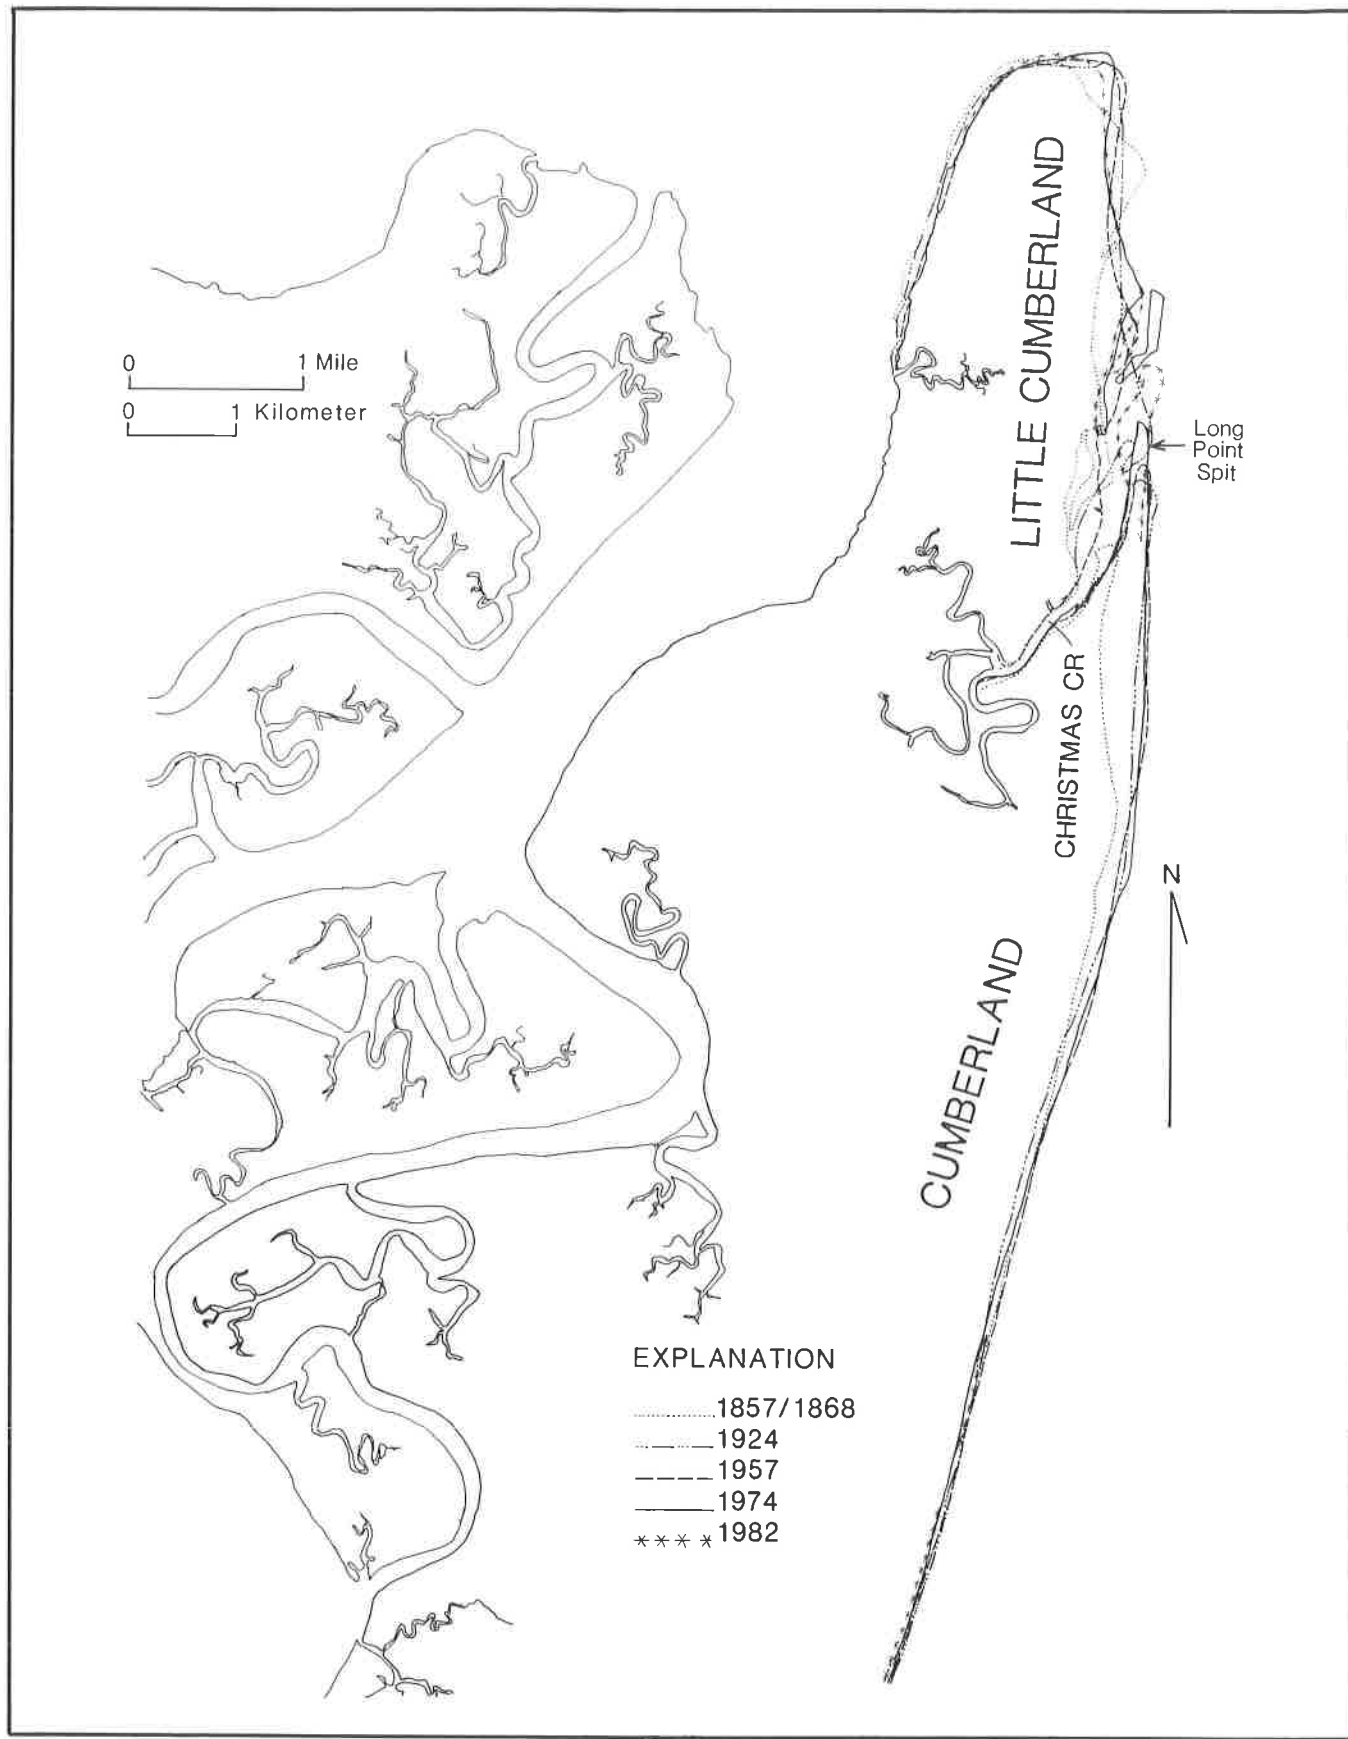 LITTLE CUMBERLAND
0 1 Mile
0 1 Kilometer
Long
Point
Spit
CHRISTMAS CR
N
CUMBERLAND
EXPLANATION
1857/1868
1924
1957
1974
1982